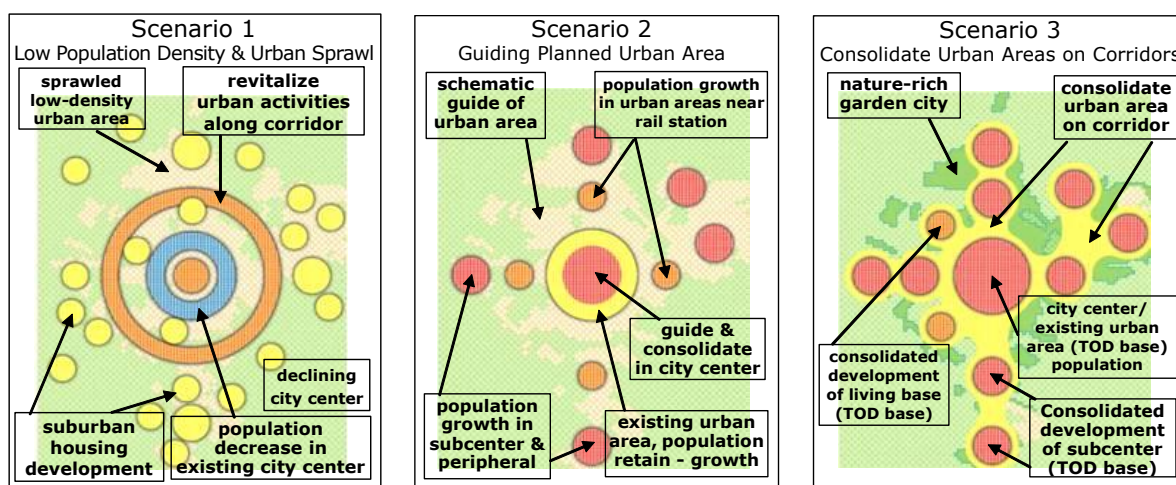 Scenario 1
Low Population Density & Urban Sprawl
sprawled
low-density
urban area
revitalize
urban activities
along corridor
declining
city center
suburban
housing
development
population
decrease in
existing city center
Scenario 2
Guiding Planned Urban Area
schematic
guide of
urban area
population growth
in urban areas near
rail station
guide &
consolidate
in city center
population
growth in
subcenter &
peripheral
existing urban
area, population
retain - growth
Scenario 3
Consolidate Urban Areas on Corridors
nature-rich
garden city
consolidate
urban area
on corridor
city center/
existing urban
area (TOD base)
population
consolidated
development
of living base
(TOD base)
Consolidated
development
of subcenter
(TOD base)